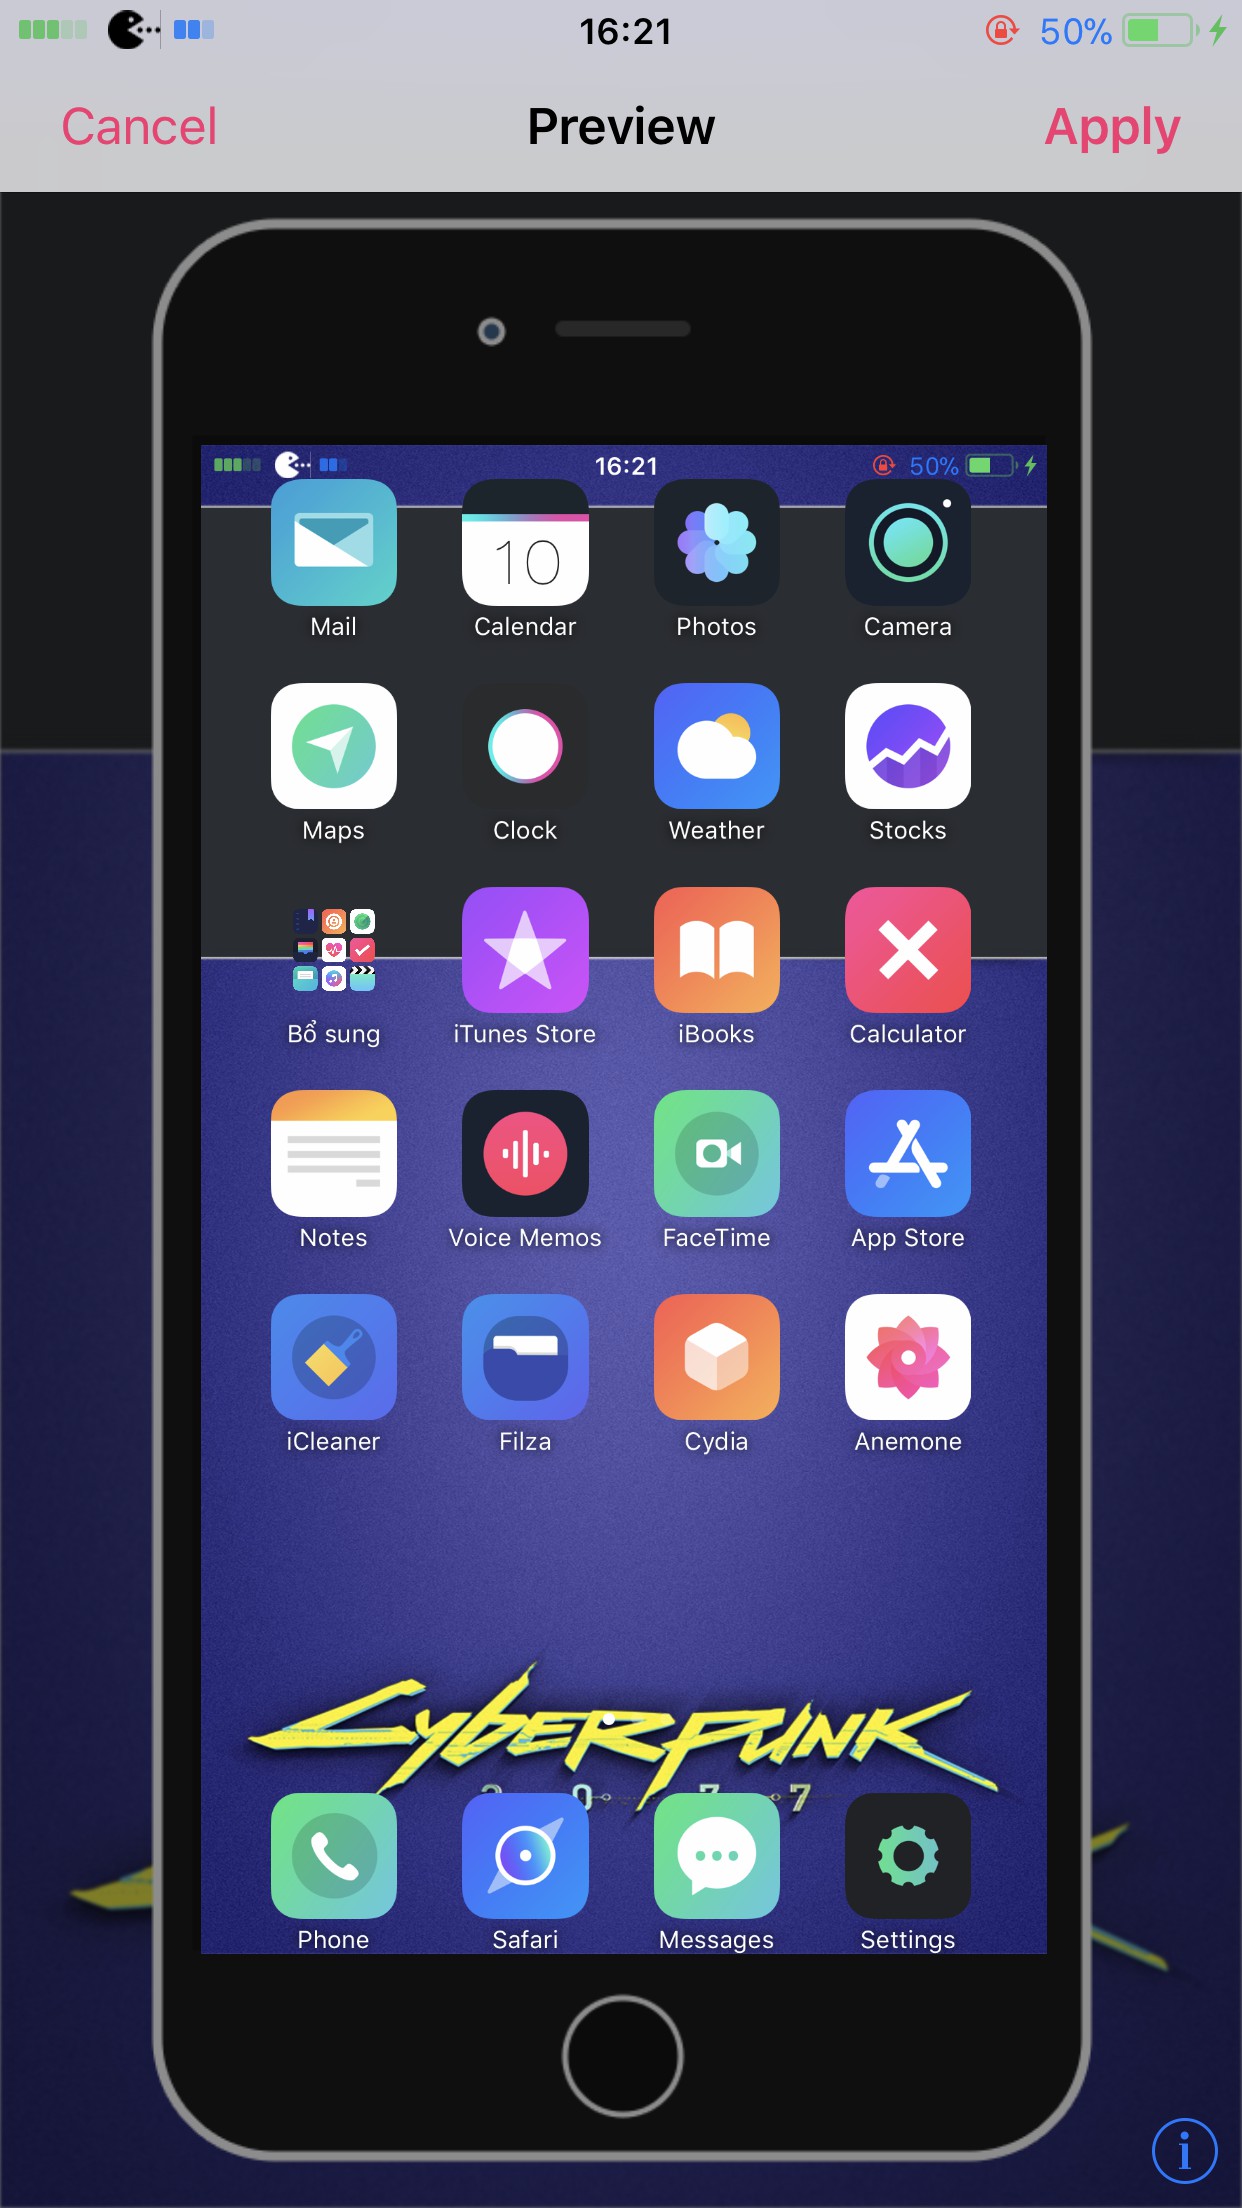 16:21
50%
Cancel
Preview
Apply
16:21
50%
10
Mail
Calendar
Photos
Camera
Maps
Clock
Weather
Stocks
Bổ sung
iTunes Store
iBooks
Calculator
Notes
Voice Memos
FaceTime
App Store
iCleaner
Filza
Cydia
Anemone
CYBERPUNK
2 0 7 7
Phone
Safari
Messages
Settings
i